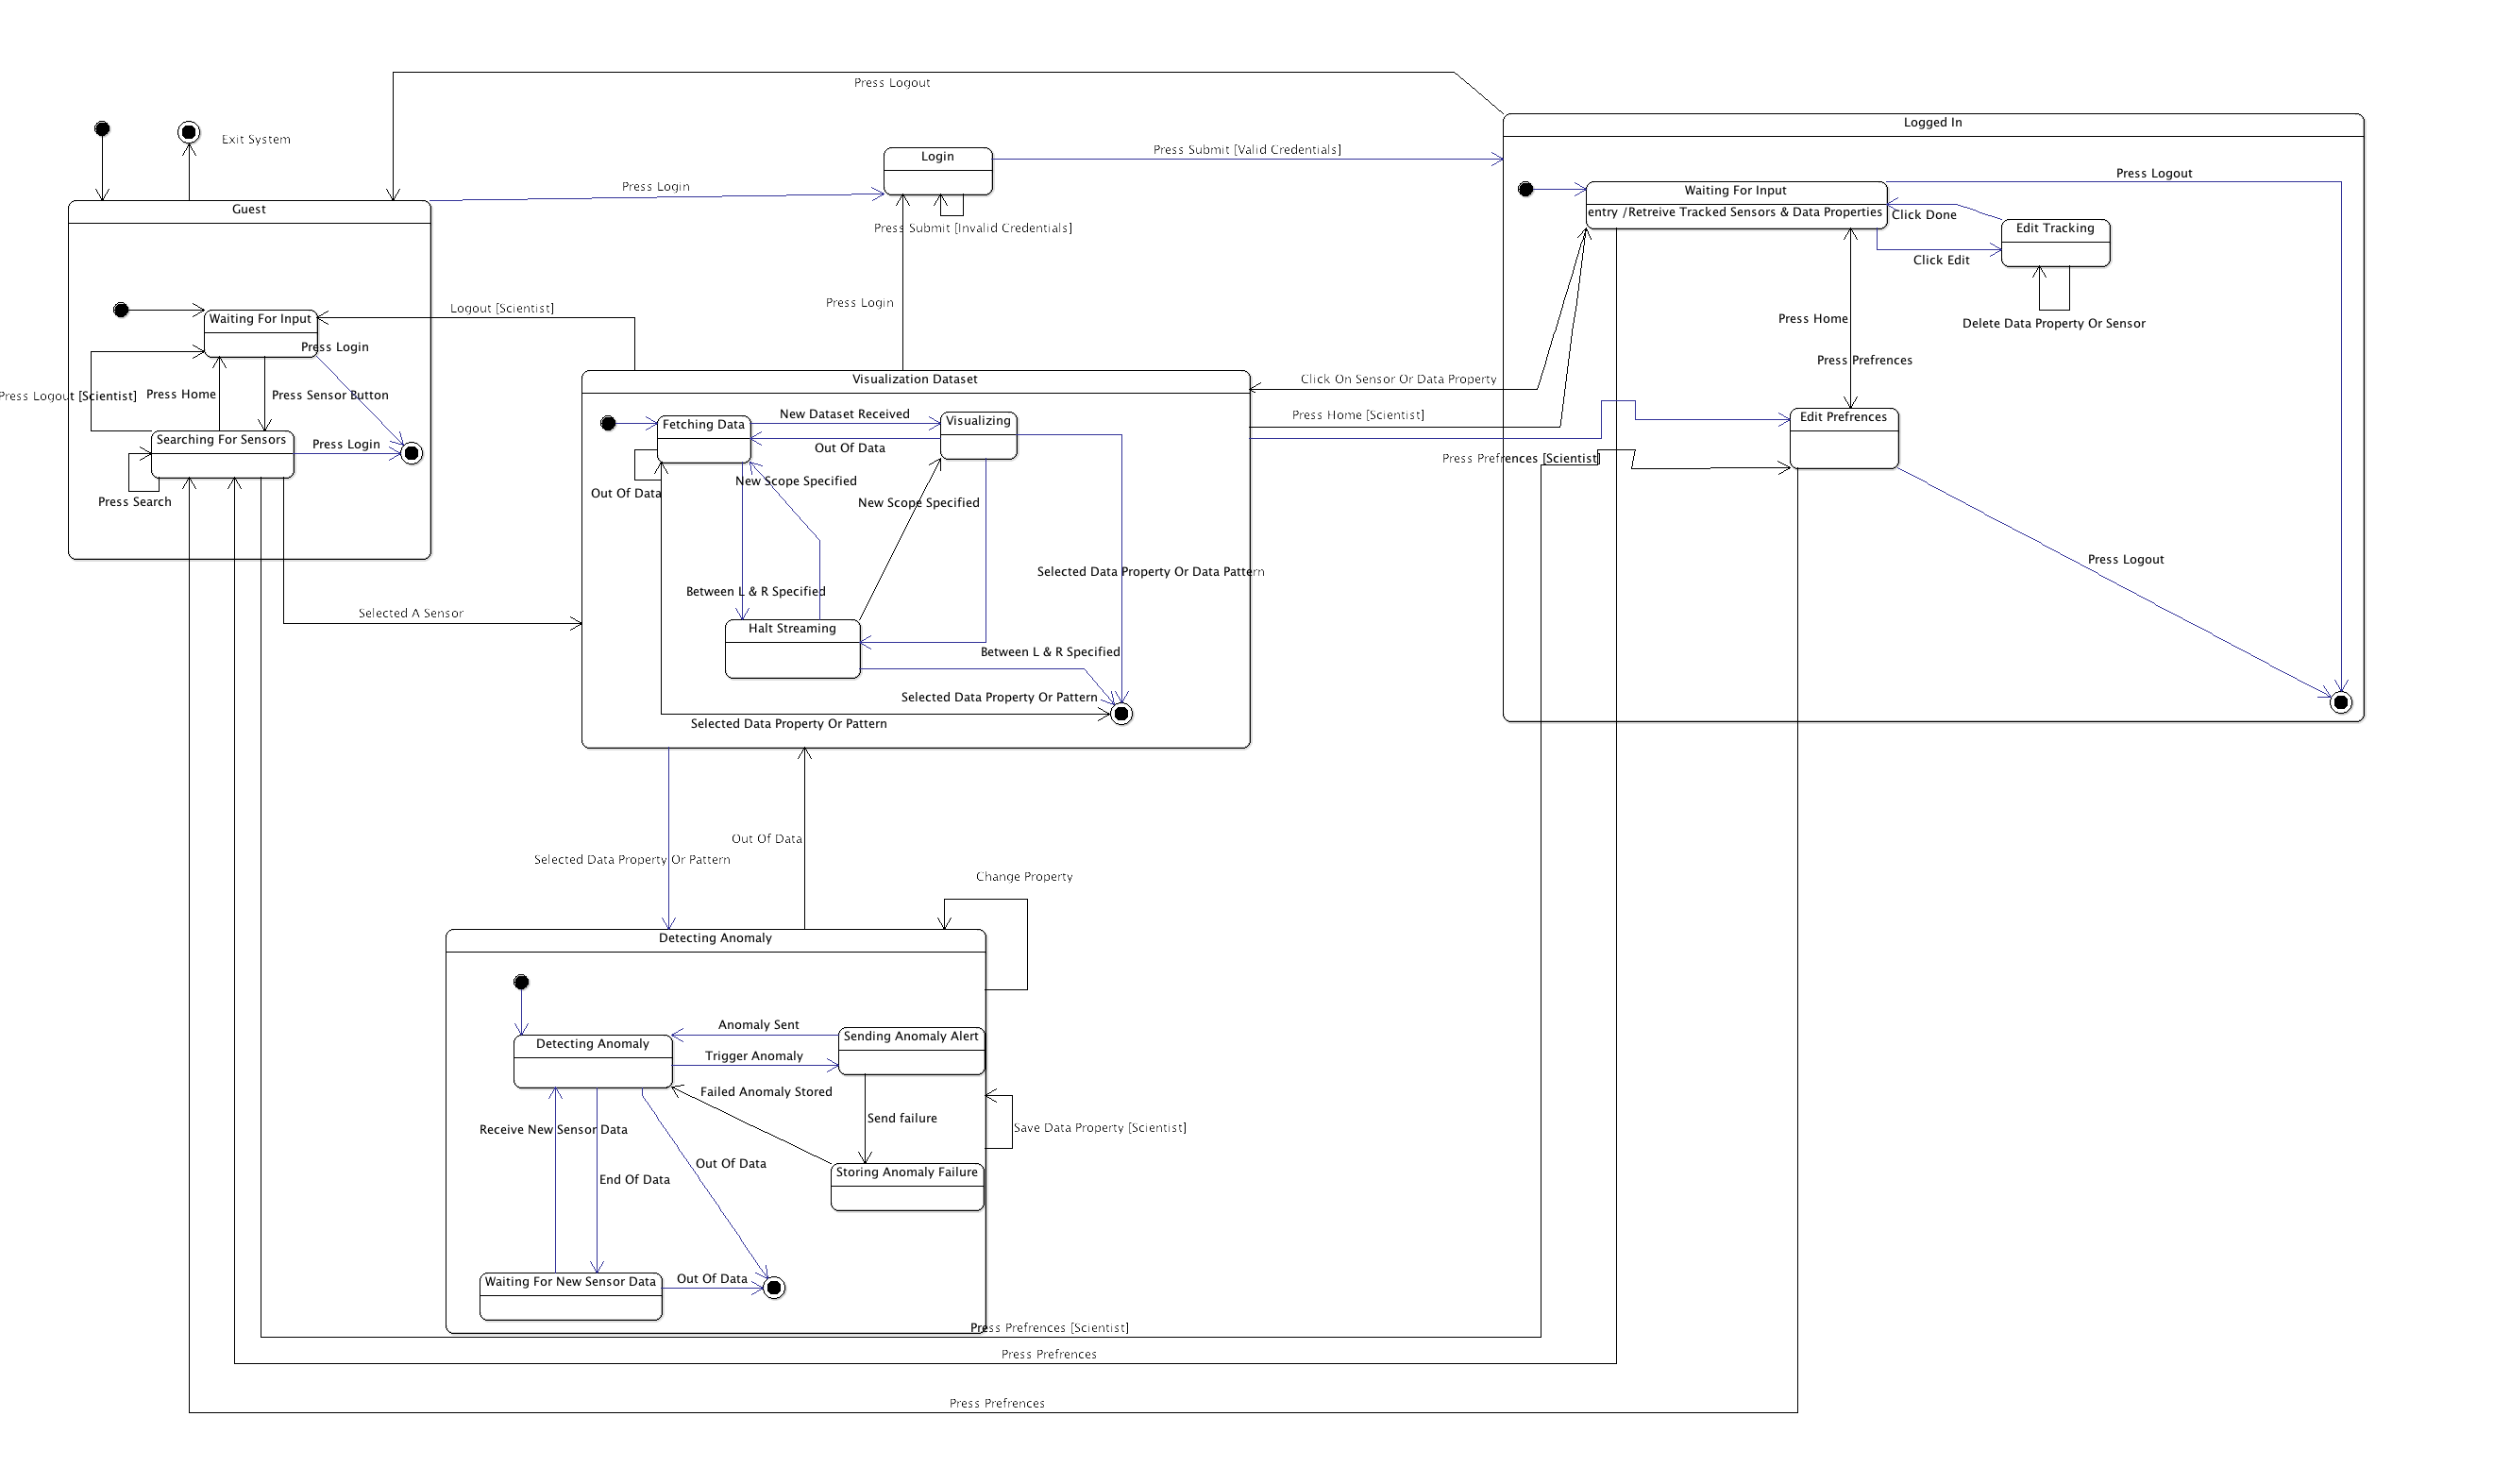 Press Logout
Logged In
Exit System
Login
Press Submit [Valid Credentials]
Press Login
Press Submit [Invalid Credentials]
Waiting For Input
entry /Retreive Tracked Sensors & Data Properties
Press Logout
Click Done
Edit Tracking
Click Edit
Delete Data Property Or Sensor
Press Home
Press Prefrences
Edit Prefrences
Press Logout
Guest
Waiting For Input
Press Login
Press Logout [Scientist]
Press Home
Press Sensor Button
Searching For Sensors
Press Login
Press Search
Logout [Scientist]
Press Login
Selected A Sensor
Visualization Dataset
Fetching Data
New Dataset Received
Visualizing
Out Of Data
Out Of Data
New Scope Specified
New Scope Specified
Between L & R Specified
Selected Data Property Or Data Pattern
Halt Streaming
Between L & R Specified
Selected Data Property Or Pattern
Selected Data Property Or Pattern
Click On Sensor Or Data Property
Press Home [Scientist]
Press Prefrences [Scientist]
Out Of Data
Selected Data Property Or Pattern
Change Property
Detecting Anomaly
Anomaly Sent
Sending Anomaly Alert
Detecting Anomaly
Trigger Anomaly
Failed Anomaly Stored
Send failure
Receive New Sensor Data
Save Data Property [Scientist]
Out Of Data
Storing Anomaly Failure
End Of Data
Waiting For New Sensor Data
Out Of Data
Press Prefrences [Scientist]
Press Prefrences
Press Prefrences